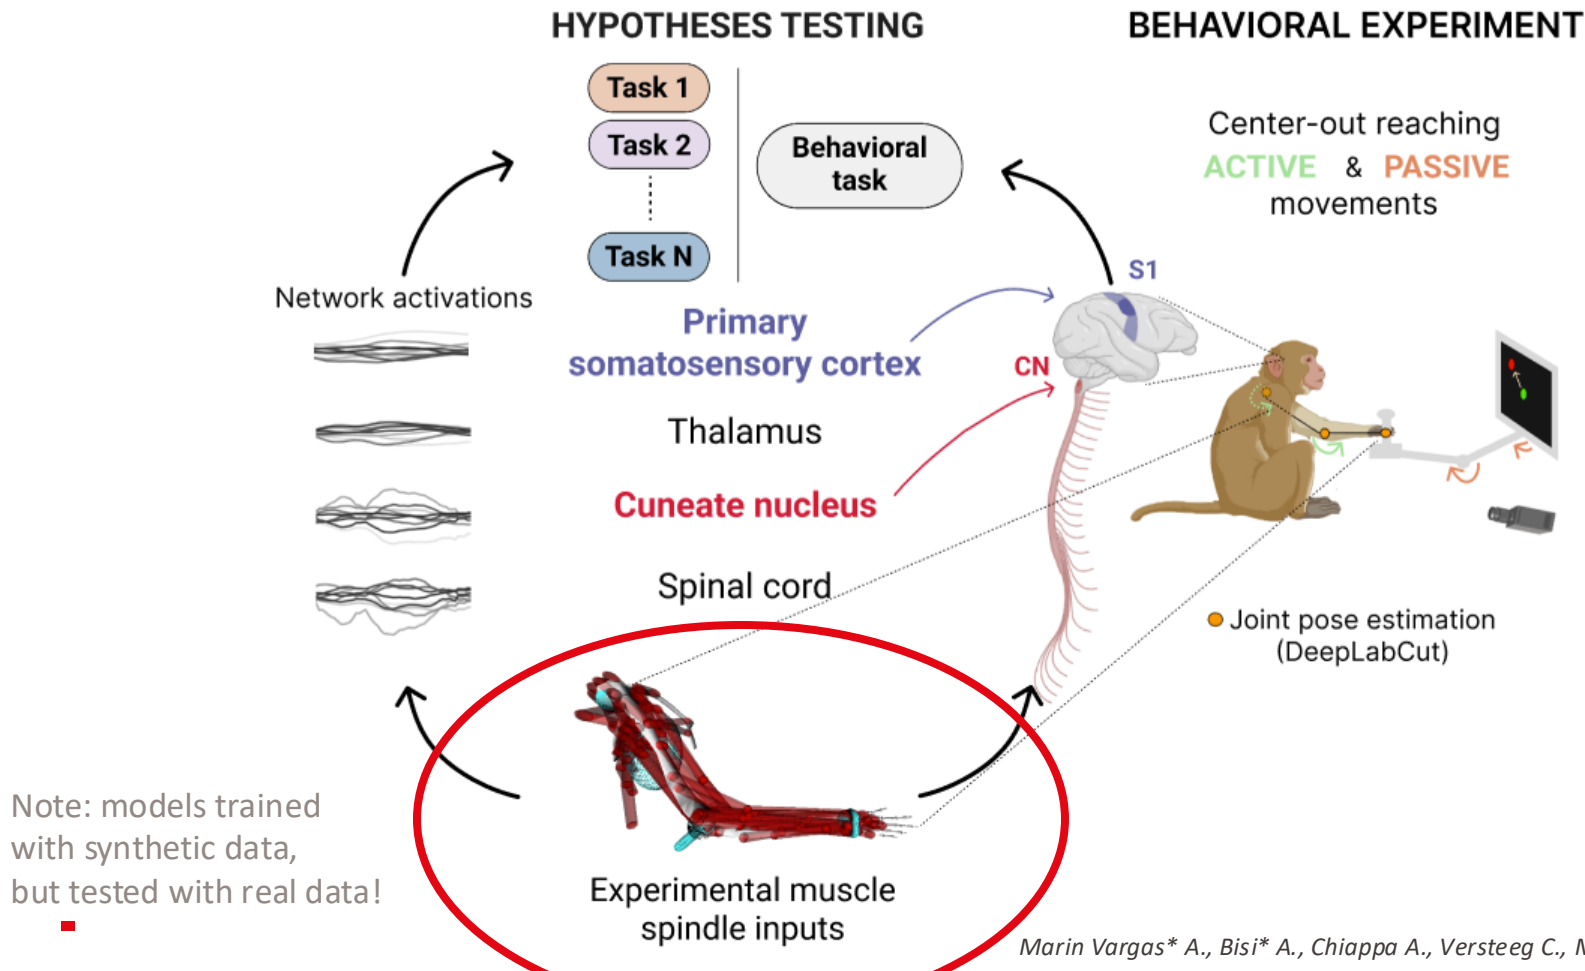 HYPOTHESES TESTING
BEHAVIORAL EXPERIMENT
Task 1
Task 2
Task N
Behavioral
task
Center-out reaching
ACTIVE & PASSIVE
movements
Network activations
S1
Primary
somatosensory cortex
CN
Thalamus
Cuneate nucleus
Spinal cord
Joint pose estimation
(DeepLabCut)
Note: models trained
with synthetic data,
but tested with real data!
Experimental muscle
spindle inputs
Marin Vargas* A., Bisi* A., Chiappa A., Versteeg C.,